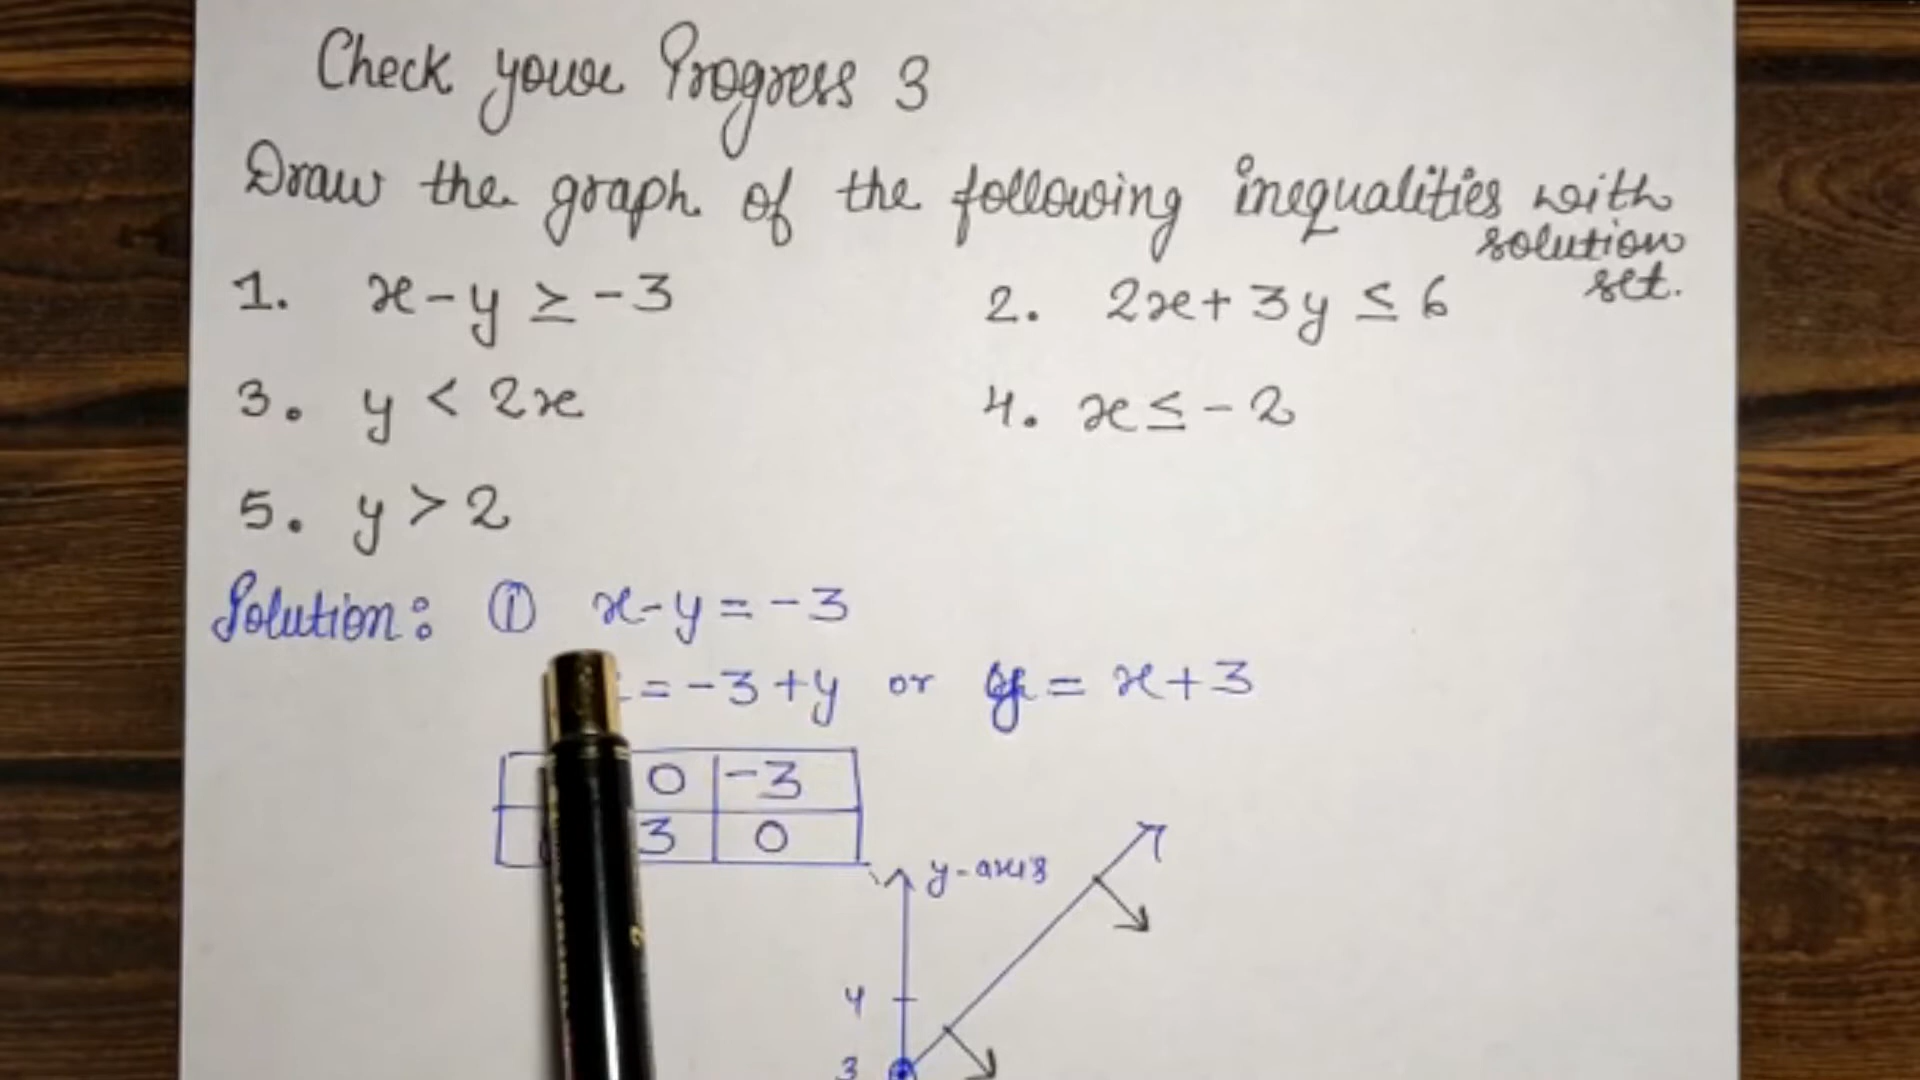 Check your Progress 3
Draw the graph of the following inequalities with solution set.
1. x-y ≥ -3
2. 2x+3y ≤ 6
3. y < 2x
4. x ≤ -2
5. y > 2
Solution: ① x-y = -3
= -3+y or y = x+3
0 -3
3 0
y-axis
4
3